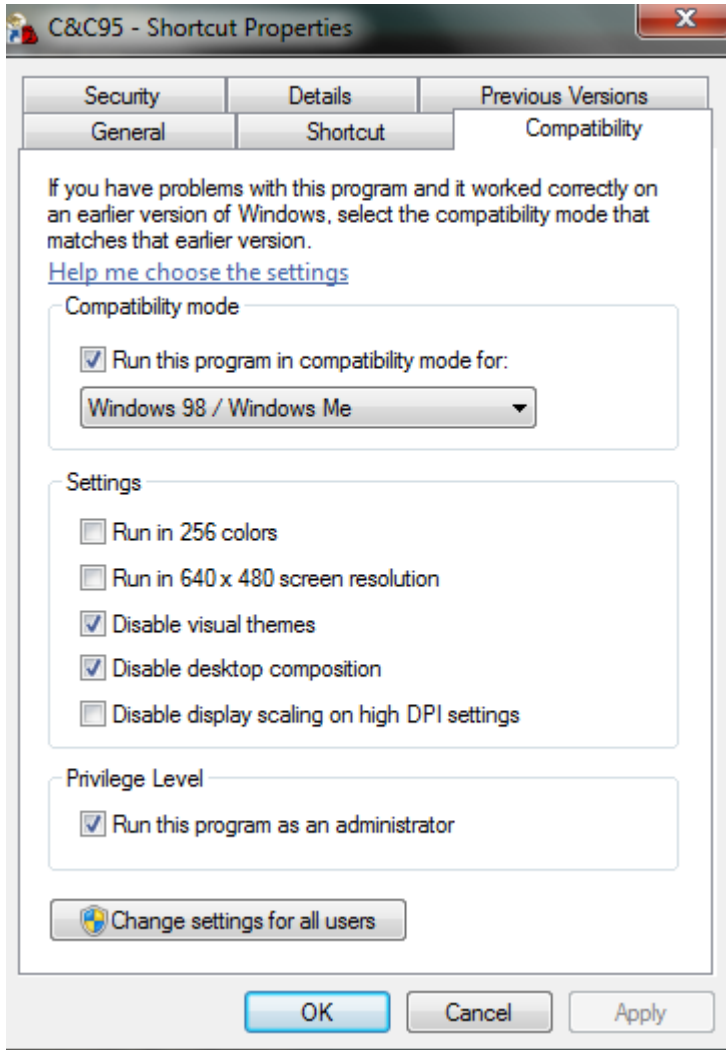 C&C95 - Shortcut Properties
Security Details Previous Versions
General Shortcut Compatibility
If you have problems with this program and it worked correctly on
an earlier version of Windows, select the compatibility mode that
matches that earlier version.
Help me choose the settings
Compatibility mode
Run this program in compatibility mode for:
Windows 98 / Windows Me
Settings
Run in 256 colors
Run in 640 x 480 screen resolution
Disable visual themes
Disable desktop composition
Disable display scaling on high DPI settings
Privilege Level
Run this program as an administrator
Change settings for all users
OK Cancel Apply